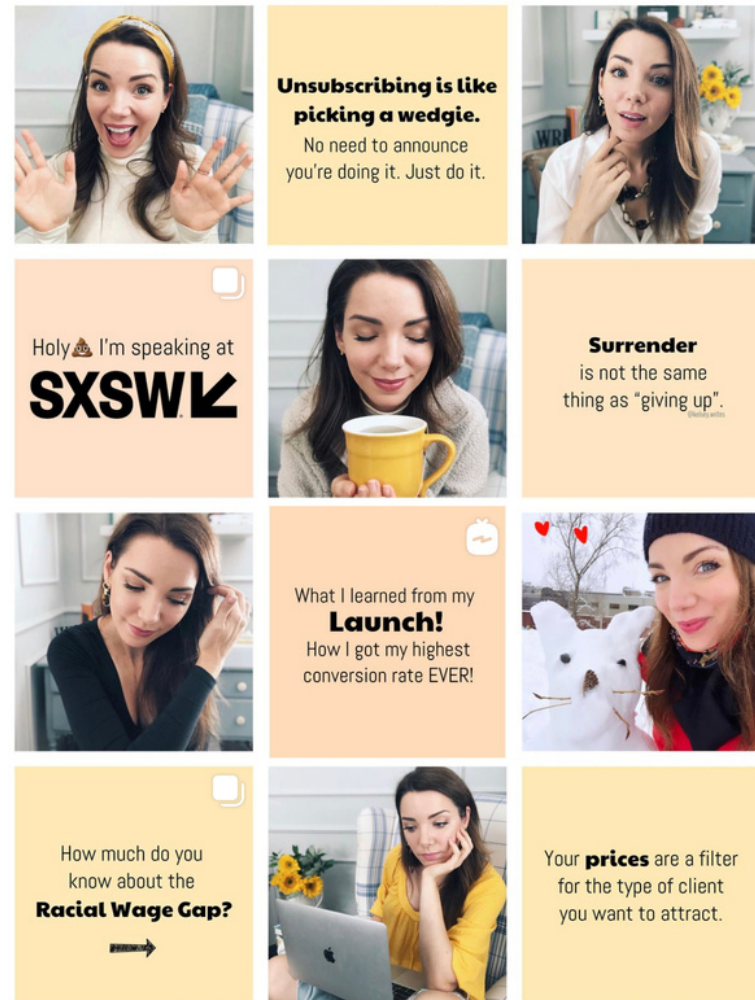 Unsubscribing is like
picking a wedgie.
No need to announce
you're doing it. Just do it.
WRI
Holy💩 I'm speaking at
SXSW
Surrender
is not the same
thing as “giving up”.
What I learned from my
Launch!
How I got my highest
conversion rate EVER!
How much do you
know about the
Racial Wage Gap?
Your prices are a filter
for the type of client
you want to attract.